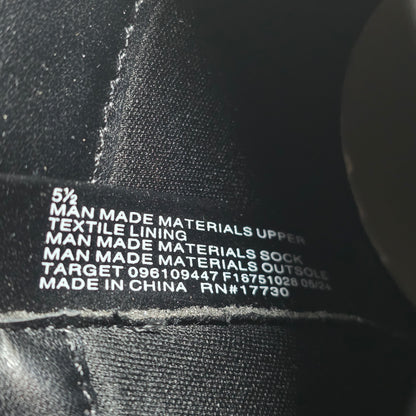 5½
MAN MADE MATERIALS UPPER
TEXTILE LINING
MAN MADE MATERIALS SOCK
MAN MADE MATERIALS OUTSOLE
TARGET 096109447 F18751028 05/24
MADE IN CHINA RN#17730